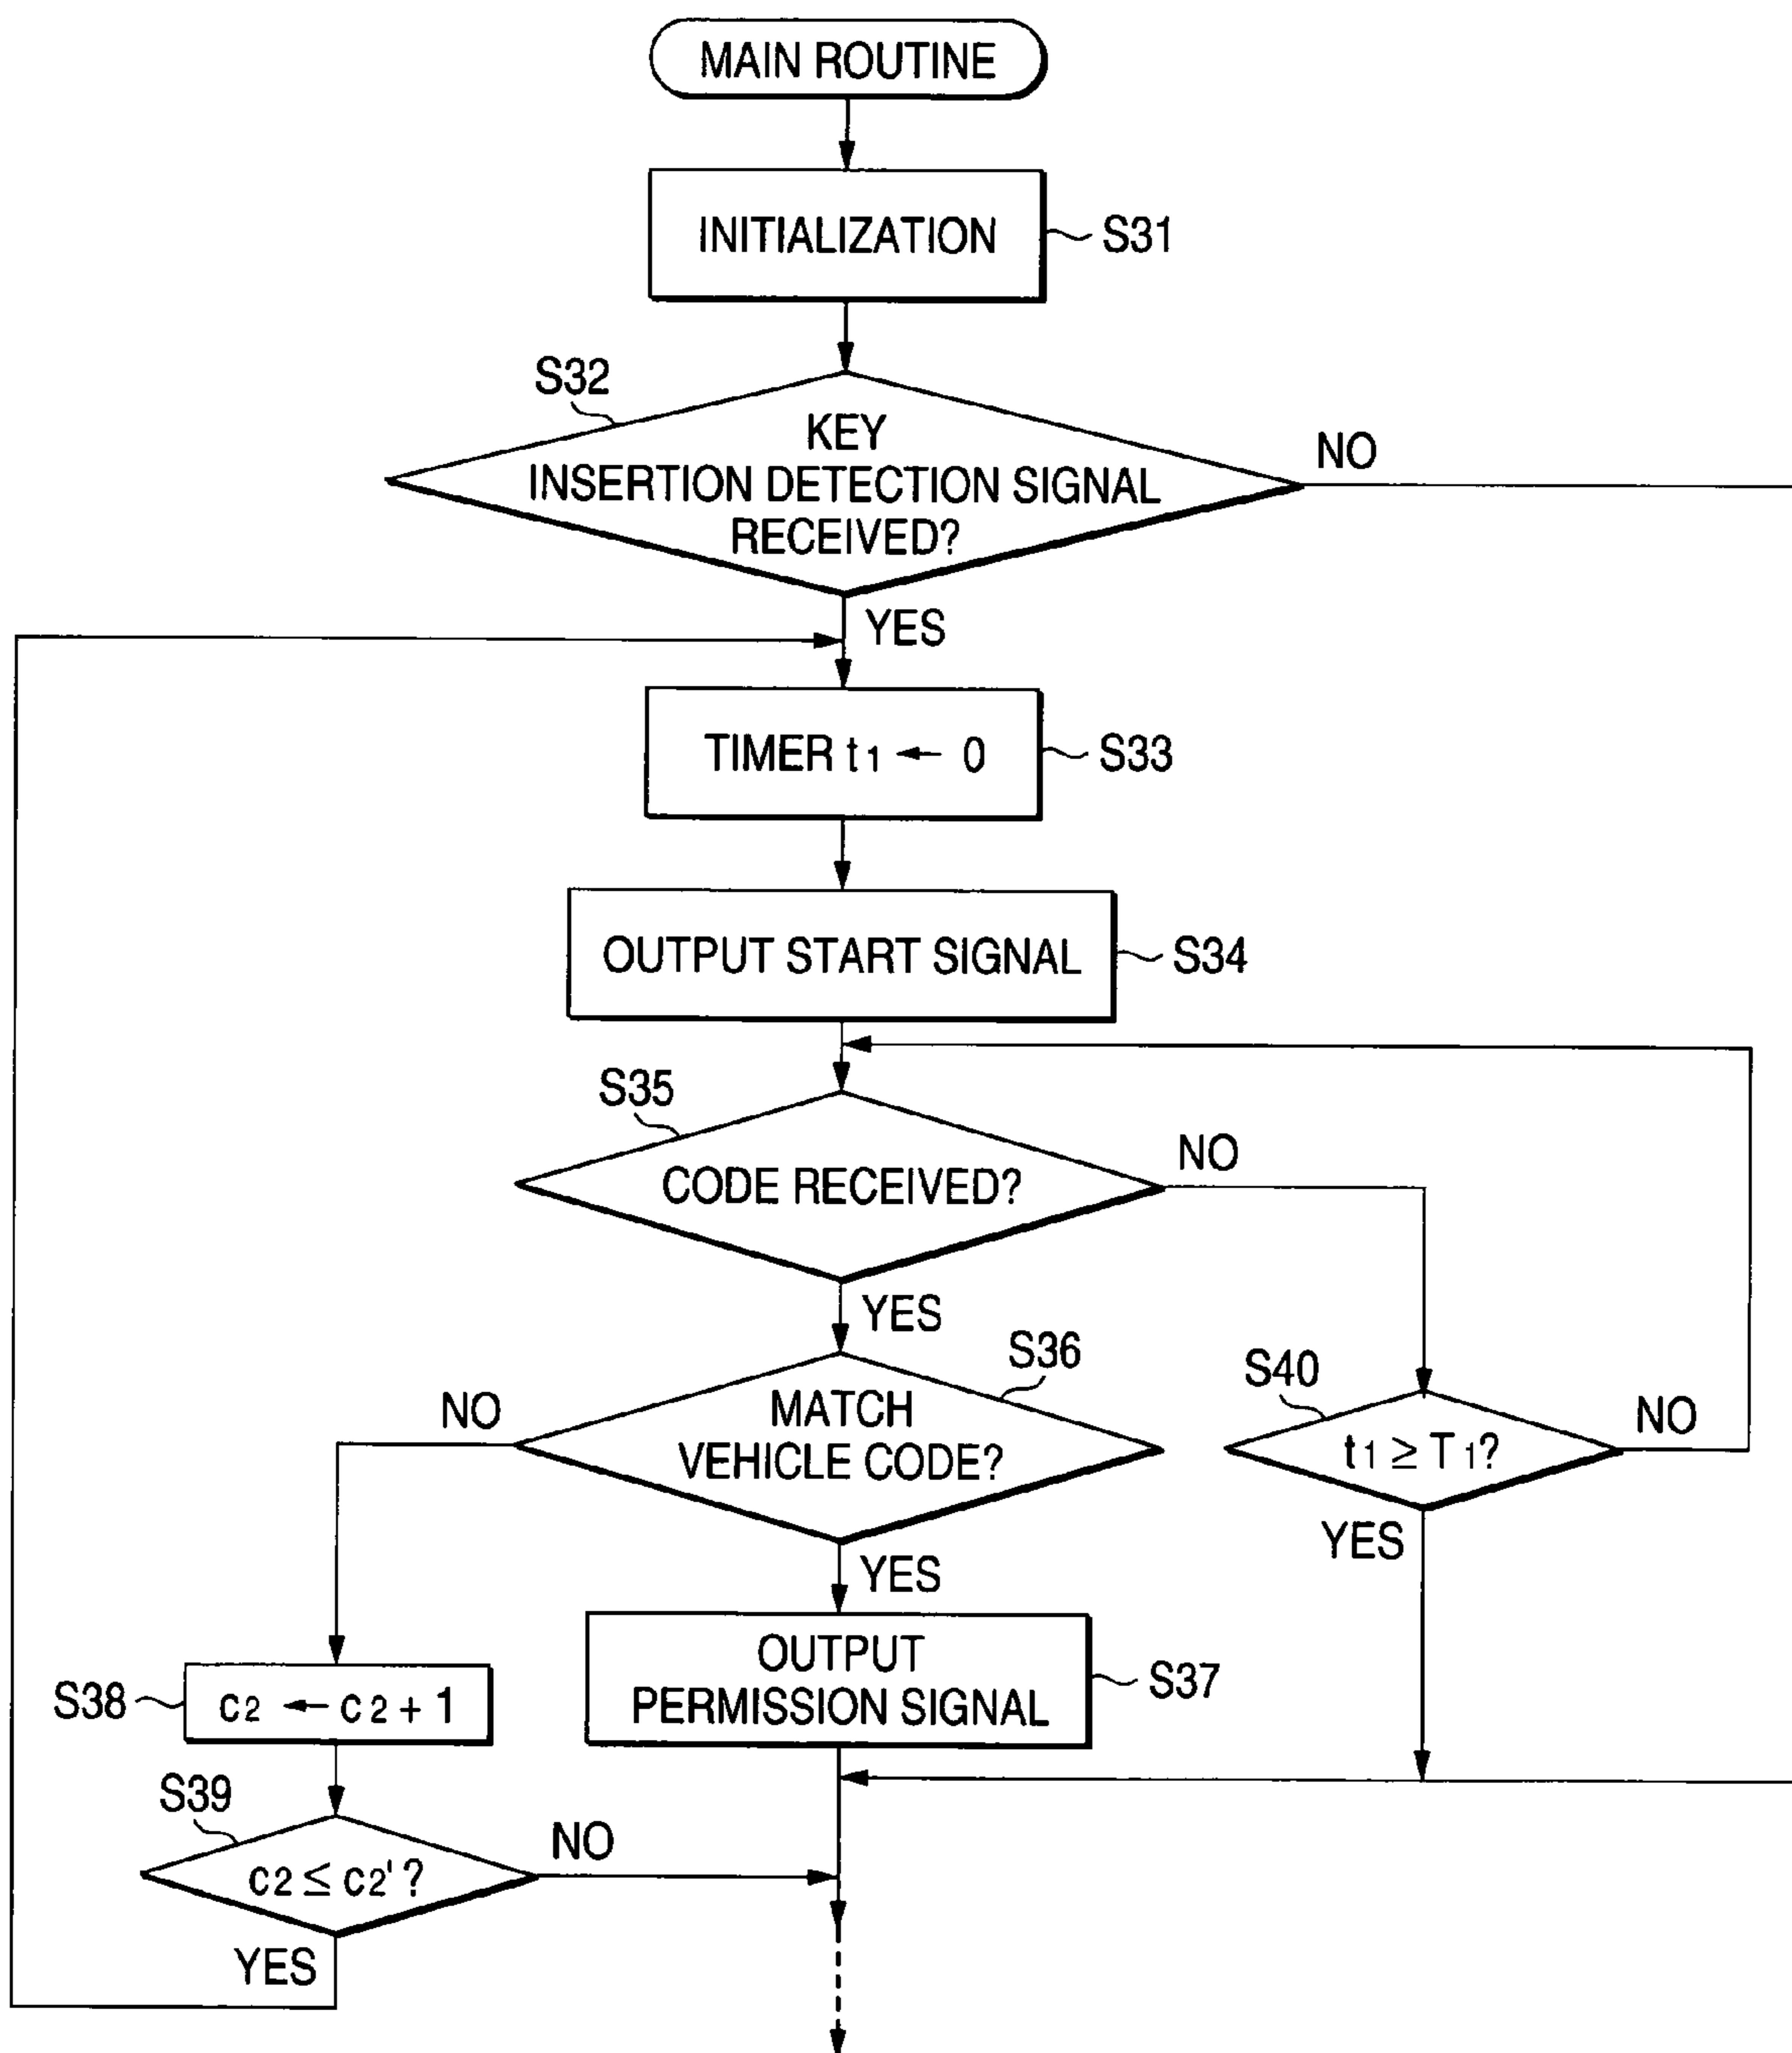 MAIN ROUTINE
INITIALIZATION
S31
S32
KEY
INSERTION DETECTION SIGNAL
RECEIVED?
NO
YES
TIMER t1 ← 0
S33
OUTPUT START SIGNAL
S34
S35
CODE RECEIVED?
NO
YES
S36
MATCH
VEHICLE CODE?
NO
YES
S40
t1 ≥ T1?
NO
YES
OUTPUT
PERMISSION SIGNAL
S37
S38
c2 ← c2 + 1
S39
c2 ≤ c2'?
NO
YES